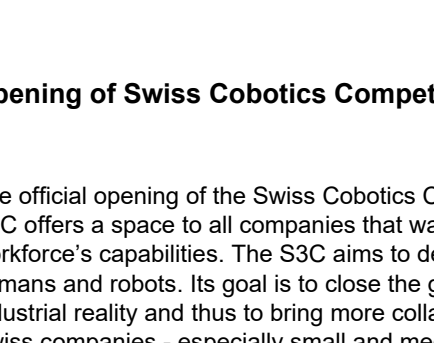 pening of Swiss Cobotics Compet
e official opening of the Swiss Cobotics C
C offers a space to all companies that wa
rkforce’s capabilities. The S3C aims to de
mans and robots. Its goal is to close the g
dustrial reality and thus to bring more colla
wiss companies - especially small and me